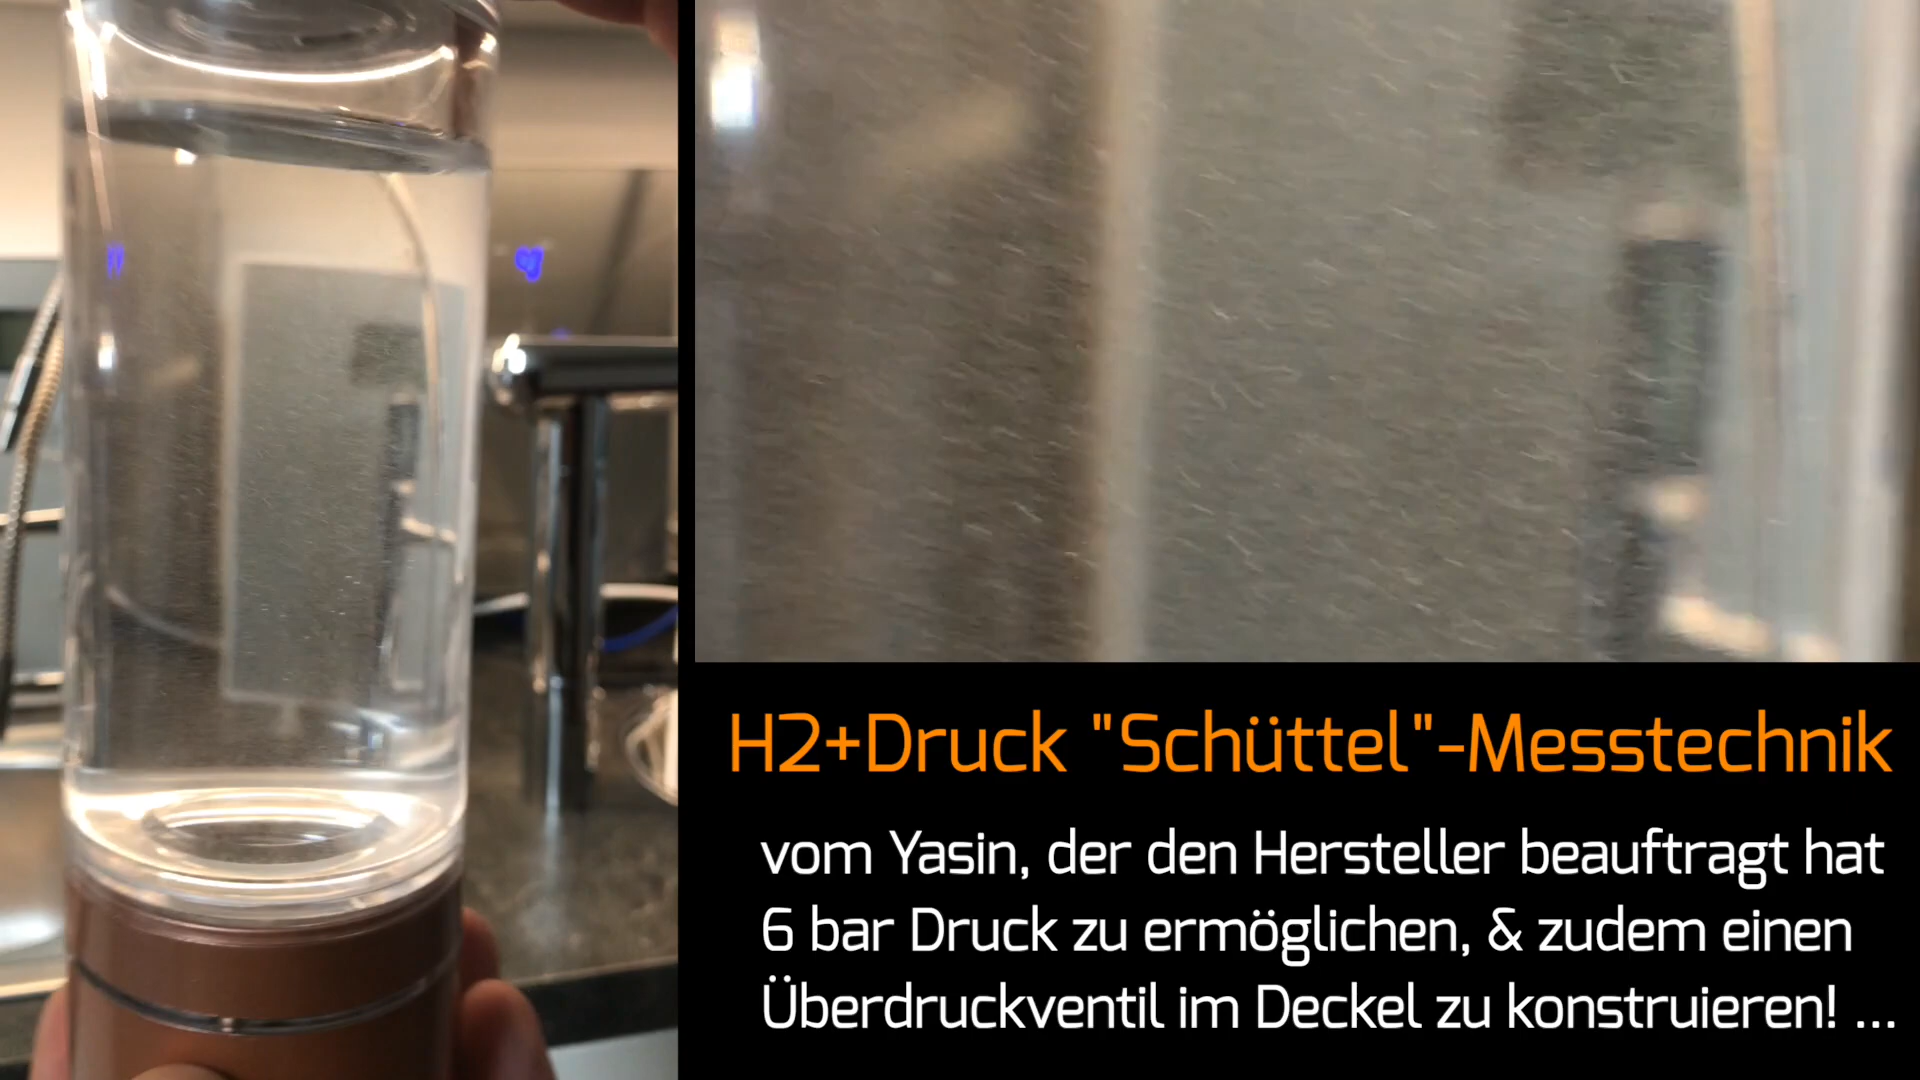 H2+Druck "Schüttel"-Messtechnik
vom Yasin, der den Hersteller beauftragt hat
6 bar Druck zu ermöglichen, & zudem einen
Überdruckventil im Deckel zu konstruieren! ...